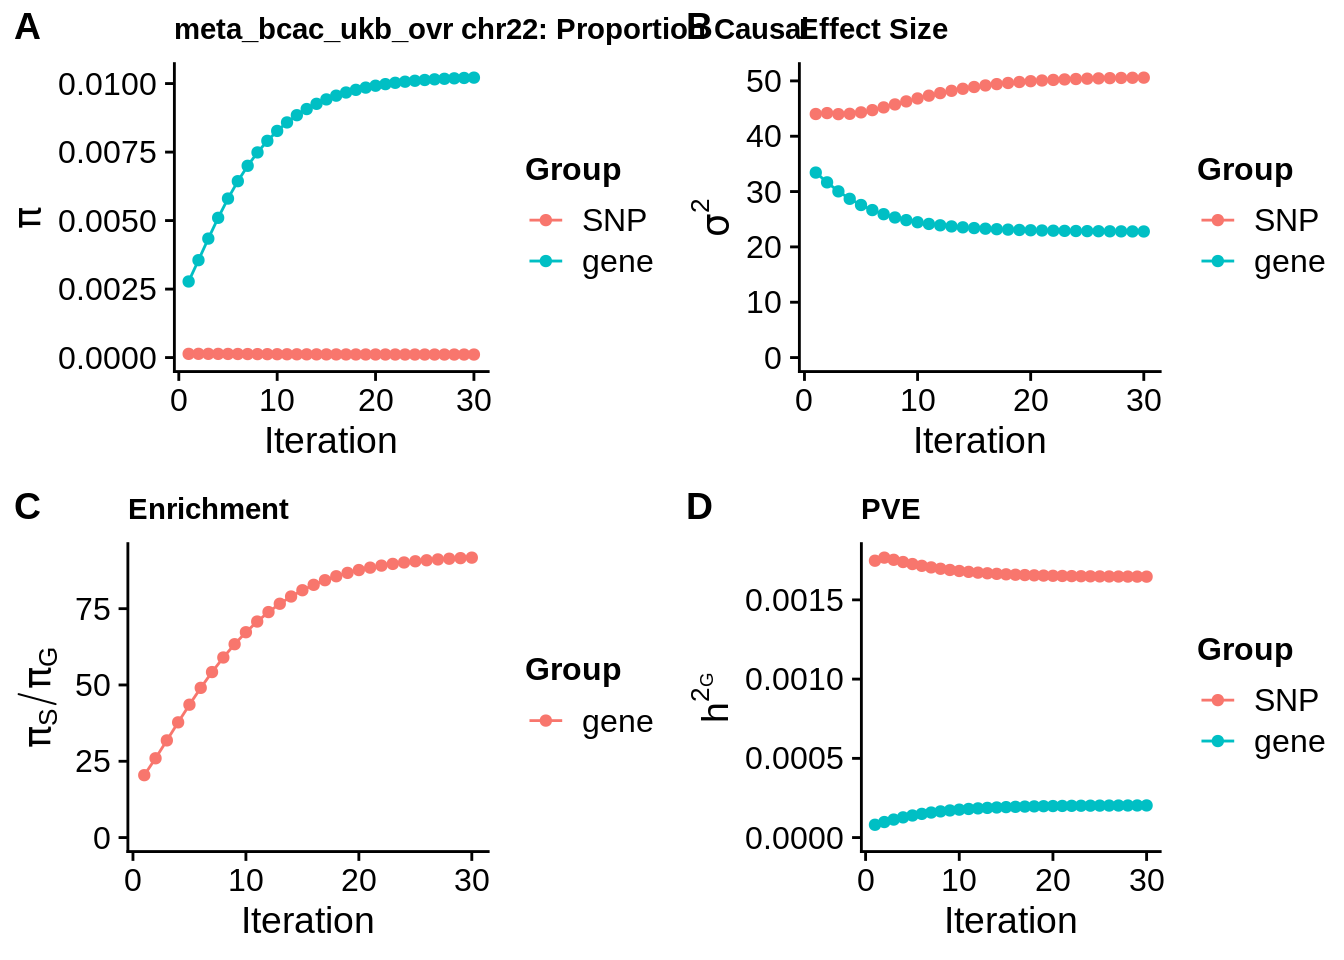 A
meta_bcac_ukb_ovr chr22: Proportion Causal
π
0.0100
0.0075
0.0050
0.0025
0.0000
0 10 20 30
Iteration
Group
SNP
gene
B
Effect Size
σ²
50
40
30
20
10
0
0 10 20 30
Iteration
Group
SNP
gene
C
Enrichment
πS/πG
75
50
25
0
0 10 20 30
Iteration
Group
gene
D
PVE
h²G
0.0015
0.0010
0.0005
0.0000
0 10 20 30
Iteration
Group
SNP
gene